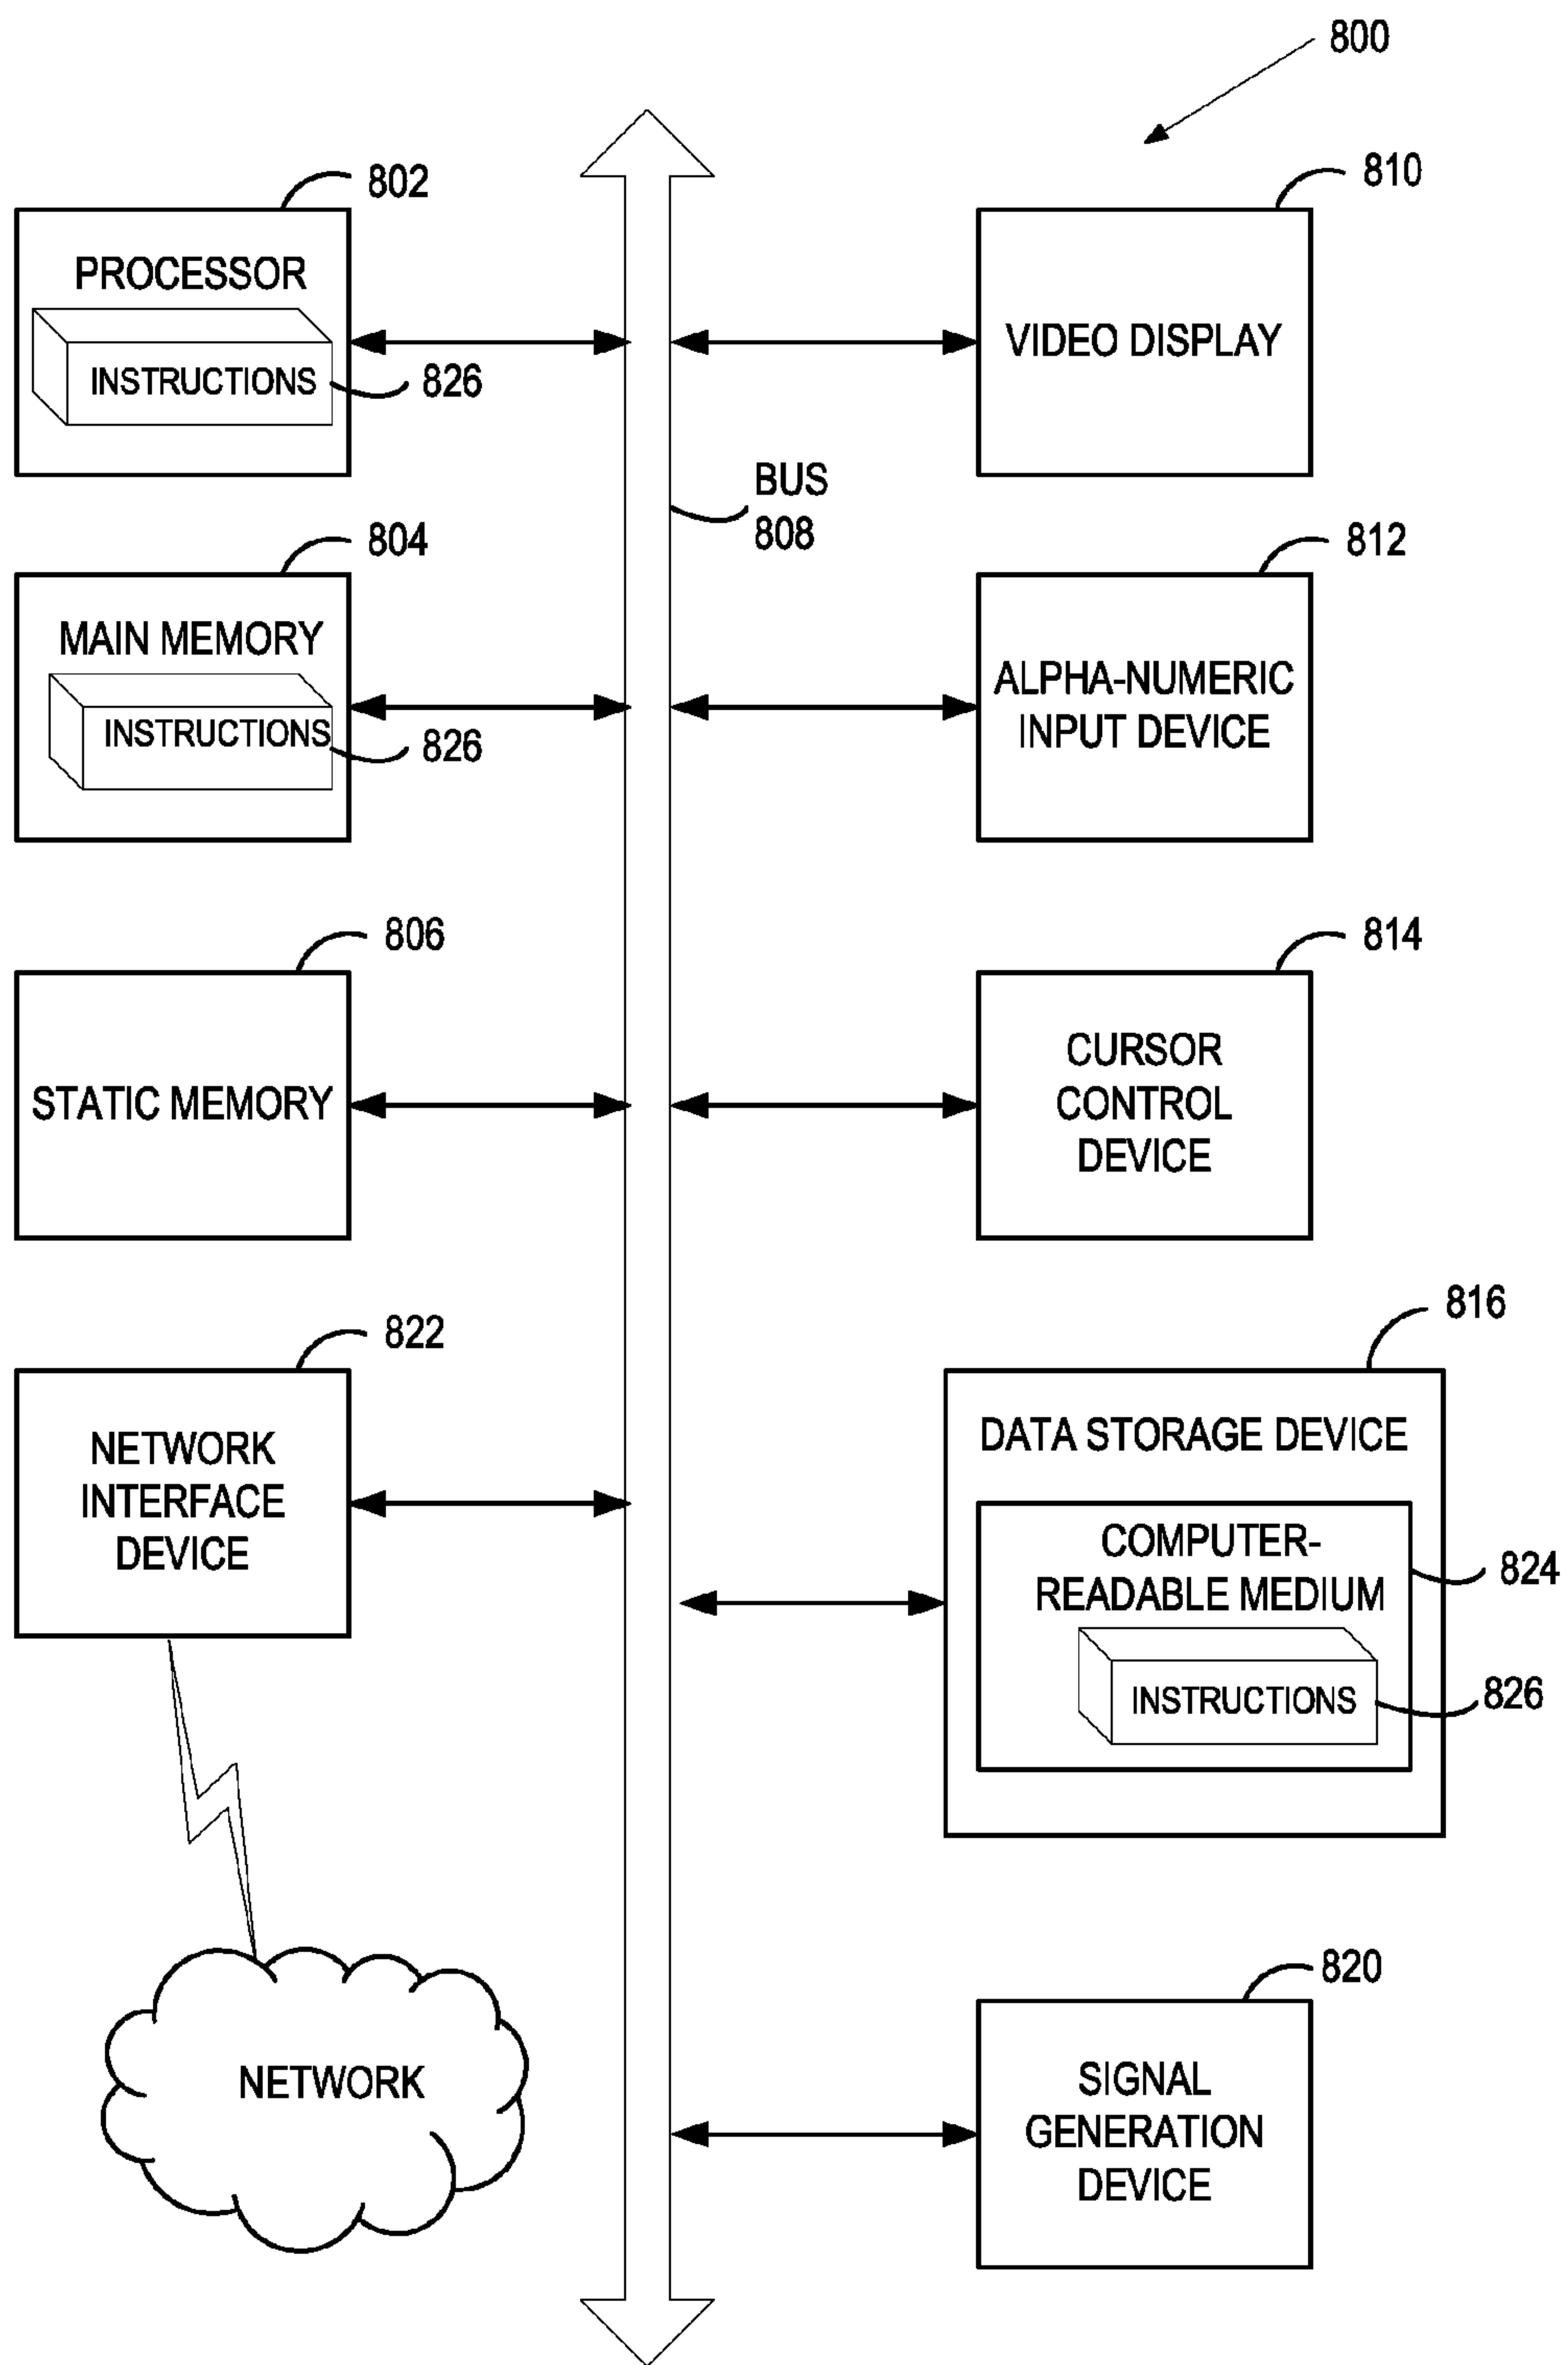 800
802
PROCESSOR
INSTRUCTIONS
826
810
VIDEO DISPLAY
BUS
808
804
MAIN MEMORY
INSTRUCTIONS
826
812
ALPHA-NUMERIC
INPUT DEVICE
806
STATIC MEMORY
814
CURSOR
CONTROL
DEVICE
822
NETWORK
INTERFACE
DEVICE
816
DATA STORAGE DEVICE
COMPUTER-
READABLE MEDIUM
824
INSTRUCTIONS
826
NETWORK
820
SIGNAL
GENERATION
DEVICE